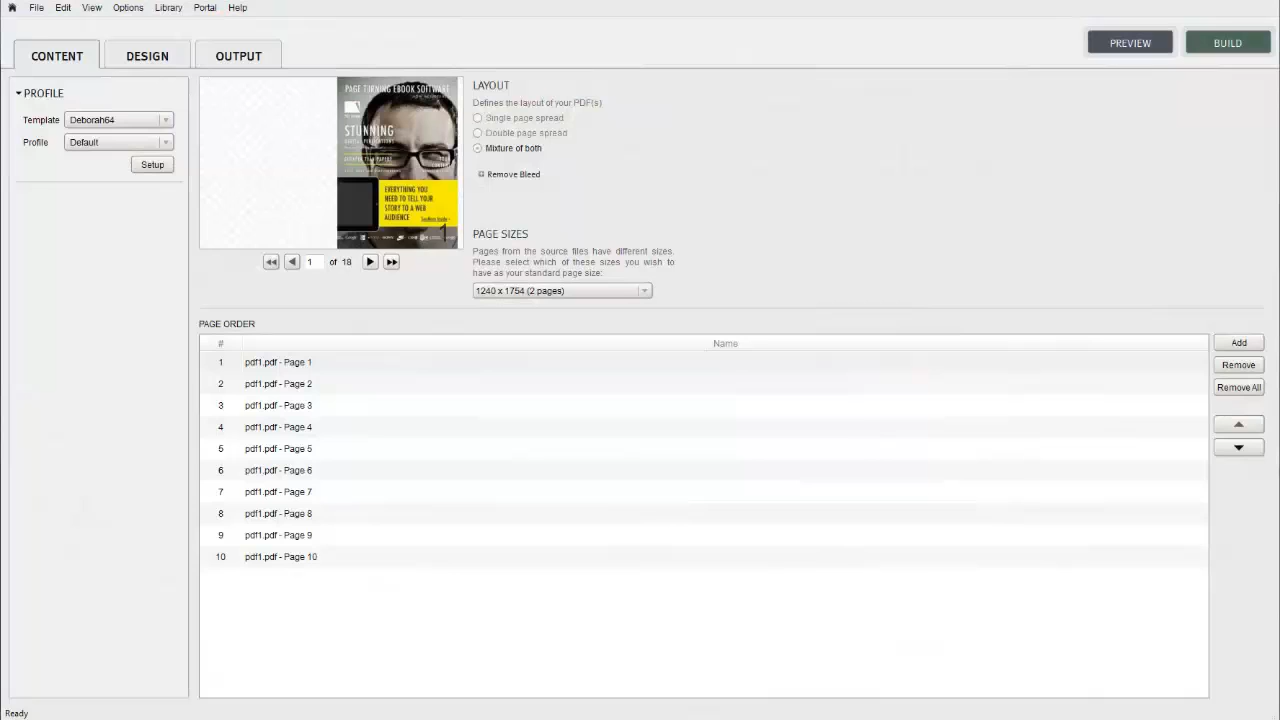 File Edit View Options Library Portal Help
CONTENT DESIGN OUTPUT PREVIEW BUILD
PROFILE
Template Deborah64
Profile Default
Setup
PAGE TURNING EBOOK SOFTWARE
STUNNING
EVERYTHING YOU
NEED TO TELL YOUR
STORY TO A WEB
AUDIENCE
1
1 of 18
LAYOUT
Defines the layout of your PDF(s)
Single page spread
Double page spread
Mixture of both
Remove Bleed
PAGE SIZES
Pages from the source files have different sizes.
Please select which of these sizes you wish to
have as your standard page size:
1240 x 1754 (2 pages)
PAGE ORDER
# Name
1 pdf1.pdf - Page 1
2 pdf1.pdf - Page 2
3 pdf1.pdf - Page 3
4 pdf1.pdf - Page 4
5 pdf1.pdf - Page 5
6 pdf1.pdf - Page 6
7 pdf1.pdf - Page 7
8 pdf1.pdf - Page 8
9 pdf1.pdf - Page 9
10 pdf1.pdf - Page 10
Add
Remove
Remove All
Ready